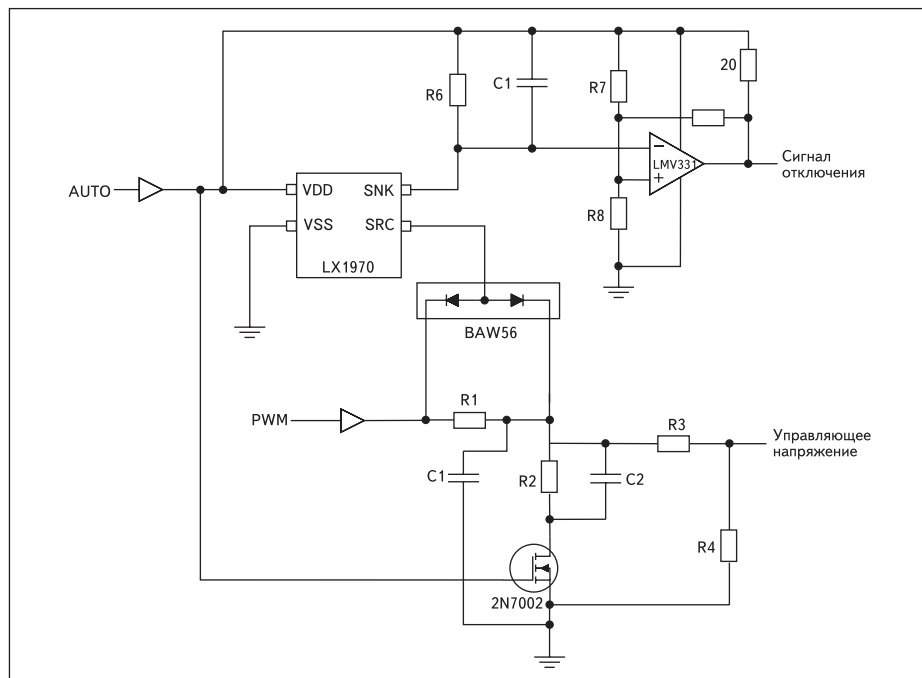 20
R6
C1
R7
LMV331
Сигнал
отключения
AUTO
VDD
SNK
VSS
SRC
R8
LX1970
BAW56
PWM
R1
R3
Управляющее
напряжение
C1
R2
C2
R4
2N7002